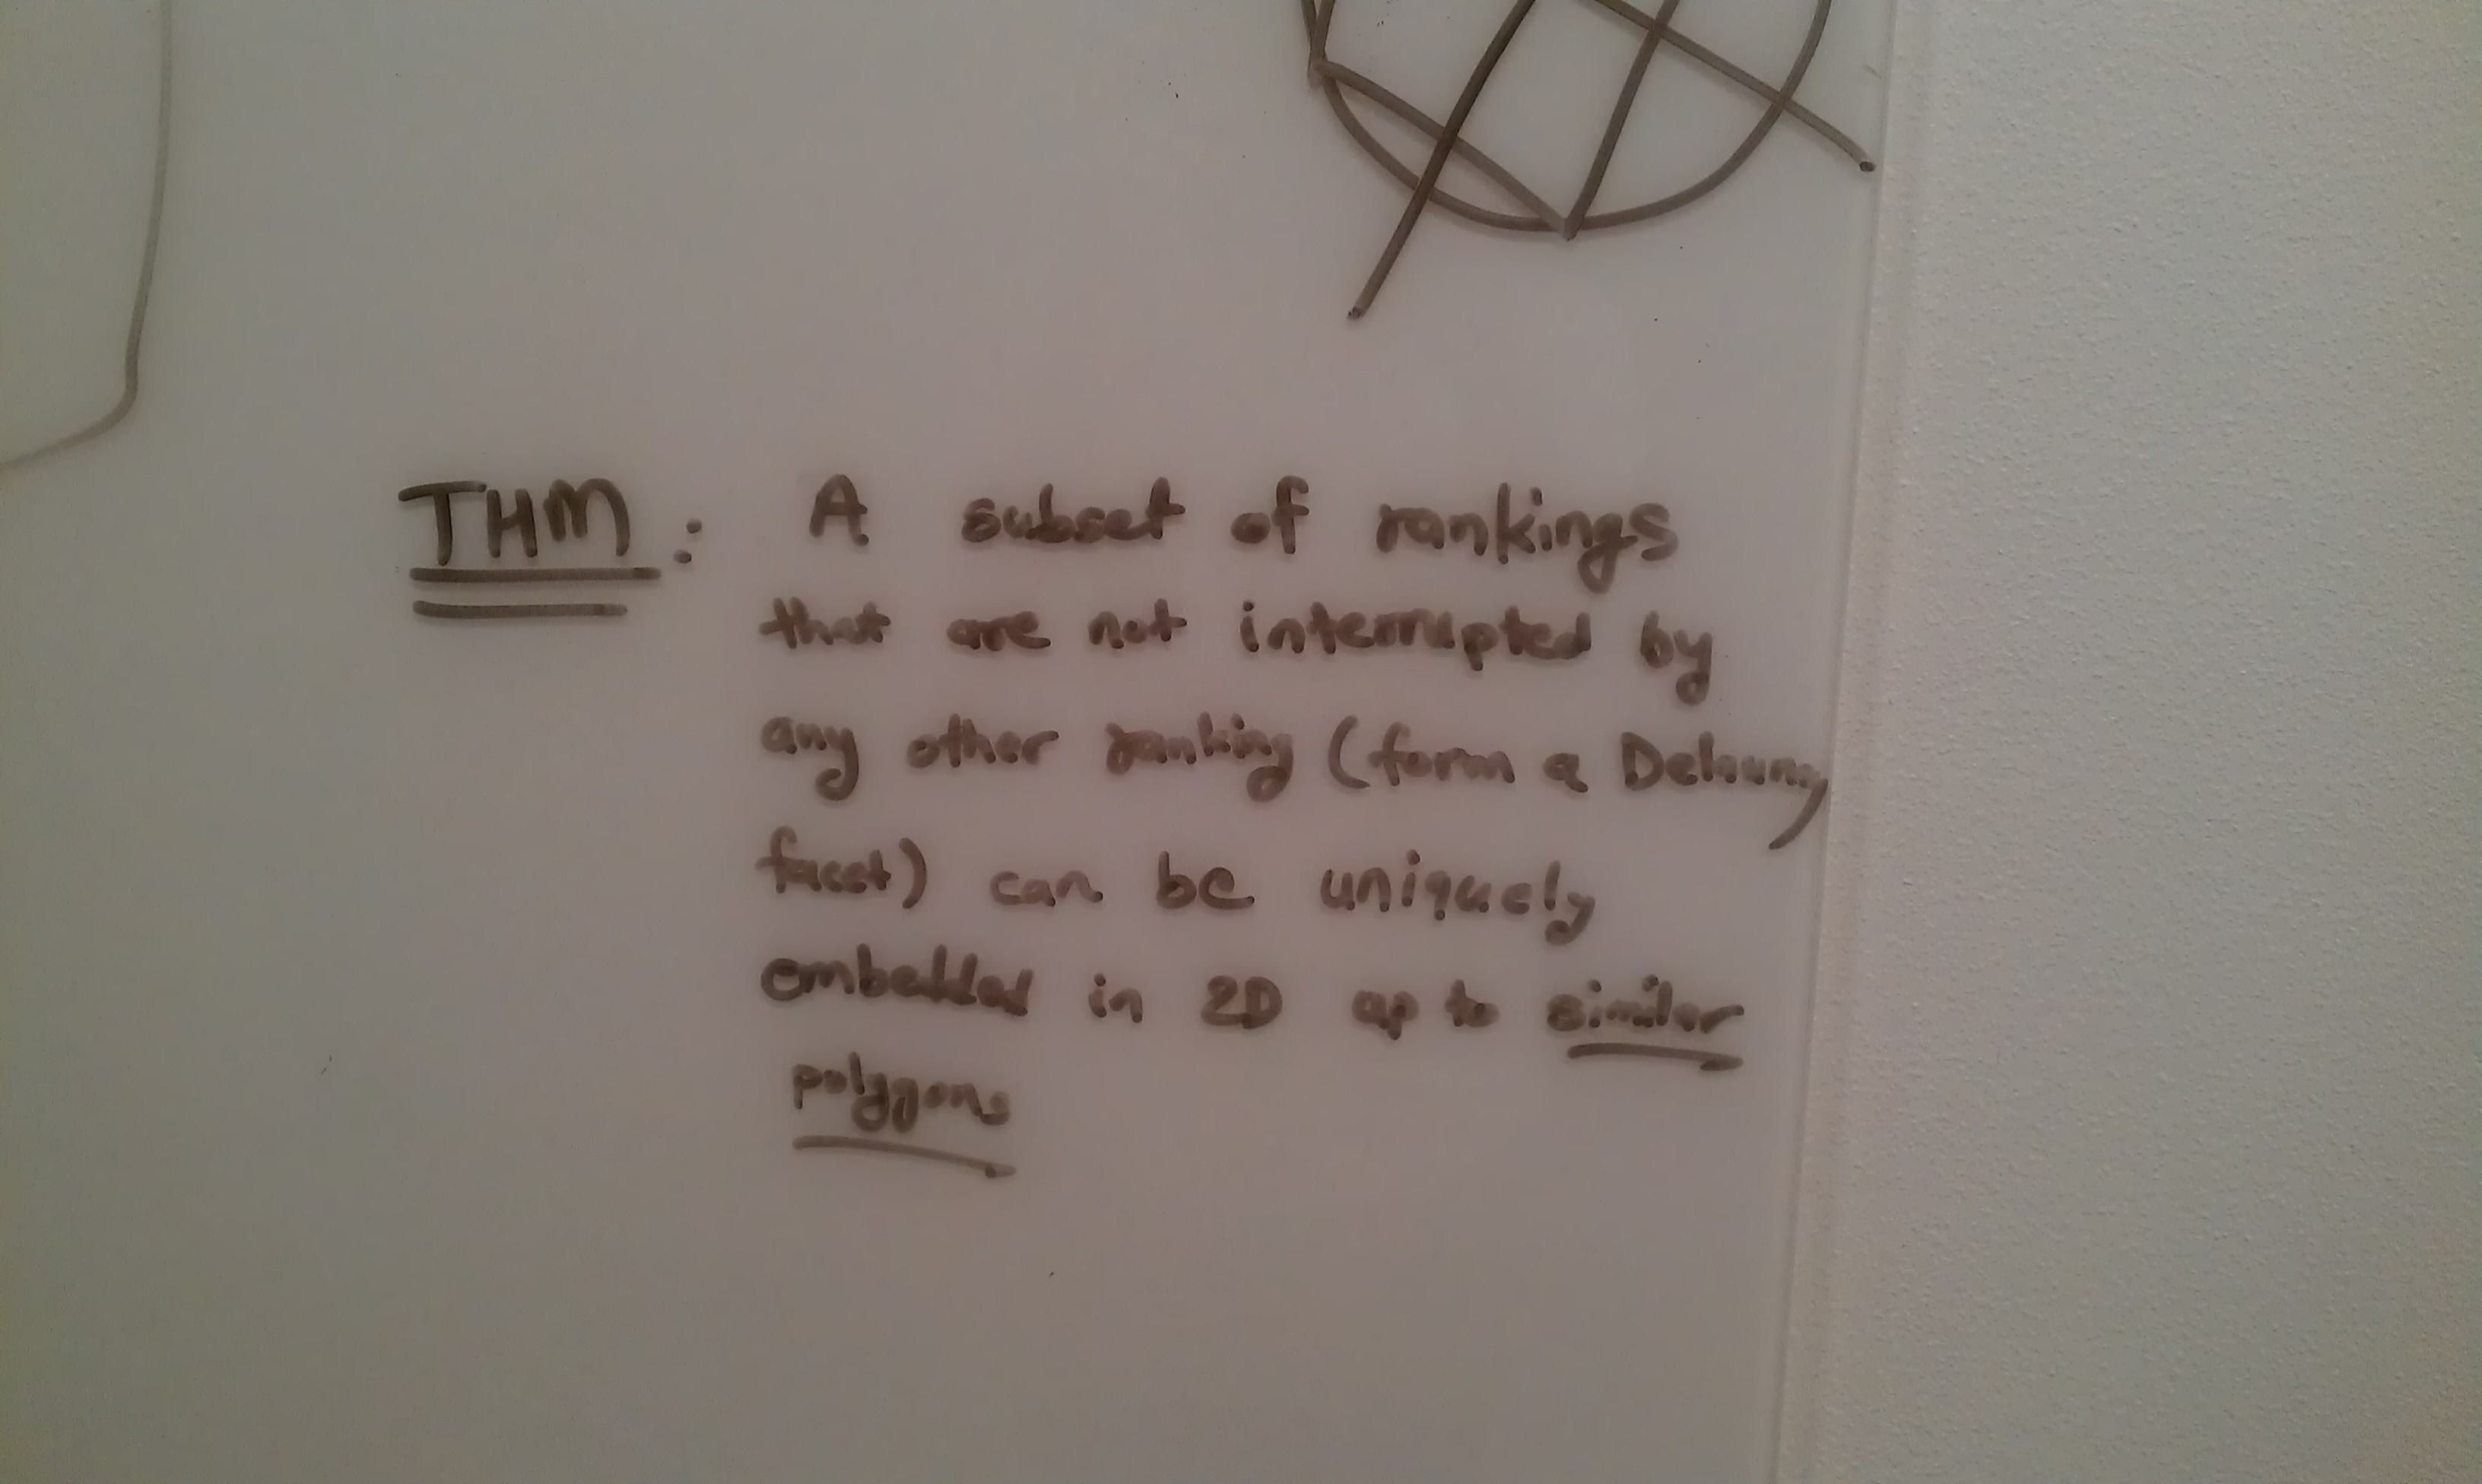 THM: A subset of rankings
that are not interrupted by
any other ranking (form a Delaunay
facet) can be uniquely
embedded in 2D up to similar
polygons